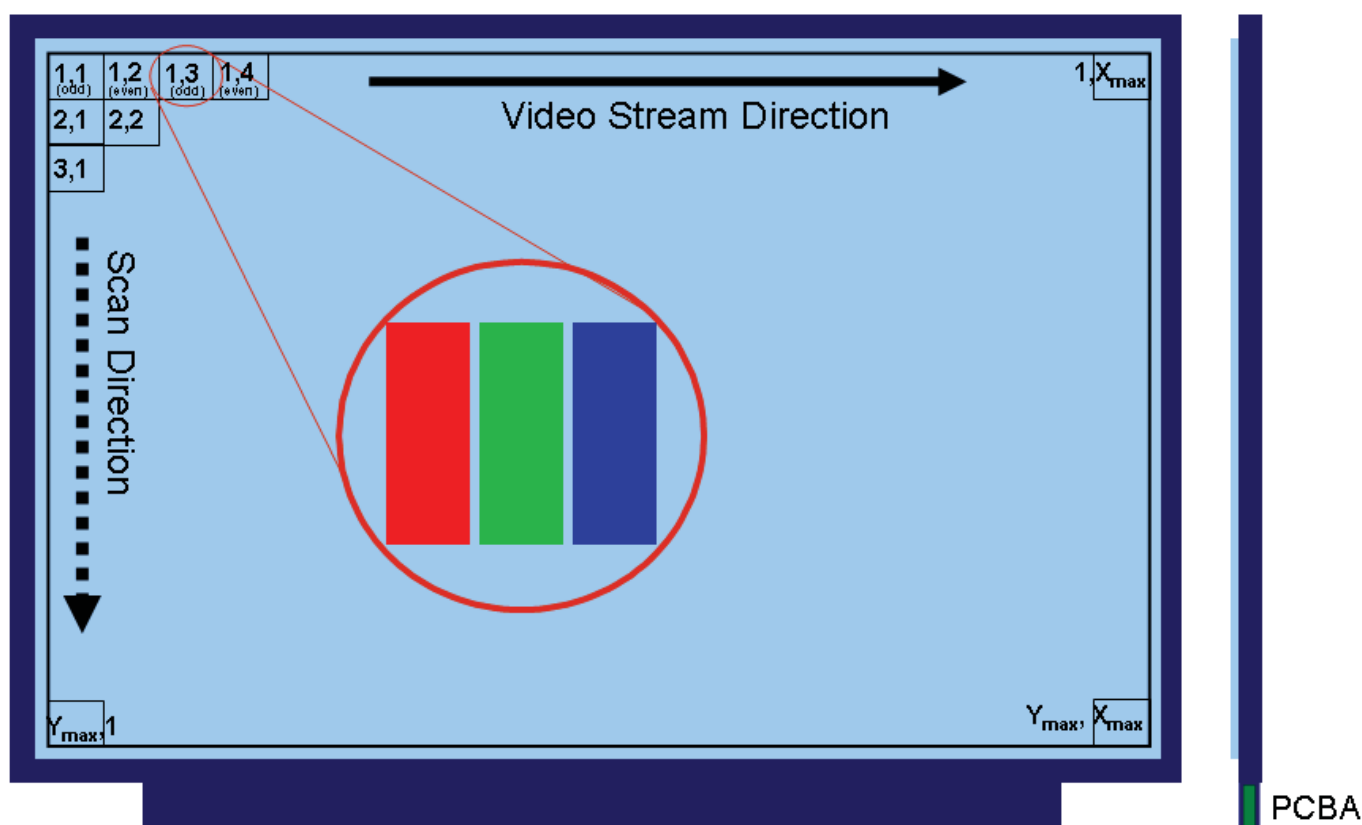 1,1 1,2 1,3 1,4 1,Xmax
(odd) (even) (odd) (even)
Video Stream Direction
2,1 2,2
3,1
Scan Direction
Ymax,1 Ymax, Xmax
PCBA